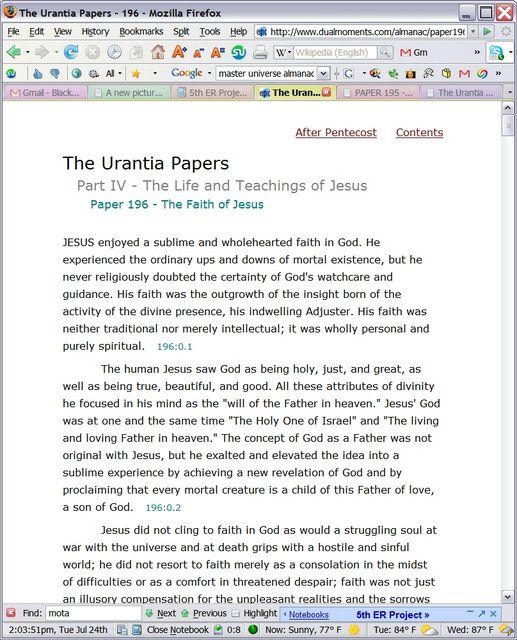 The Urantia Papers - 196 - Mozilla Firefox
File Edit View History Bookmarks Split Tools Help http://www.dualmoments.com/almanac/paper196
W Wikipedia (English) Gm »
All Google master universe almanac G »
Gmail - Black... A new pictur... 5th ER Proje... The Uran... PAPER 195 -... The Urantia ...
After Pentecost Contents
The Urantia Papers
Part IV - The Life and Teachings of Jesus
Paper 196 - The Faith of Jesus
JESUS enjoyed a sublime and wholehearted faith in God. He
experienced the ordinary ups and downs of mortal existence, but he
never religiously doubted the certainty of God's watchcare and
guidance. His faith was the outgrowth of the insight born of the
activity of the divine presence, his indwelling Adjuster. His faith was
neither traditional nor merely intellectual; it was wholly personal and
purely spiritual. 196:0.1
The human Jesus saw God as being holy, just, and great, as
well as being true, beautiful, and good. All these attributes of divinity
he focused in his mind as the "will of the Father in heaven." Jesus' God
was at one and the same time "The Holy One of Israel" and "The living
and loving Father in heaven." The concept of God as a Father was not
original with Jesus, but he exalted and elevated the idea into a
sublime experience by achieving a new revelation of God and by
proclaiming that every mortal creature is a child of this Father of love,
a son of God. 196:0.2
Jesus did not cling to faith in God as would a struggling soul at
war with the universe and at death grips with a hostile and sinful
world; he did not resort to faith merely as a consolation in the midst
of difficulties or as a comfort in threatened despair; faith was not just
an illusory compensation for the unpleasant realities and the sorrows
Find: mota Next Previous Highlight Notebooks 5th ER Project »
2:03:51pm, Tue Jul 24th Close Notebook 0:8 Now: Sunny, 77° F Tue: 84° F Wed: 87° F